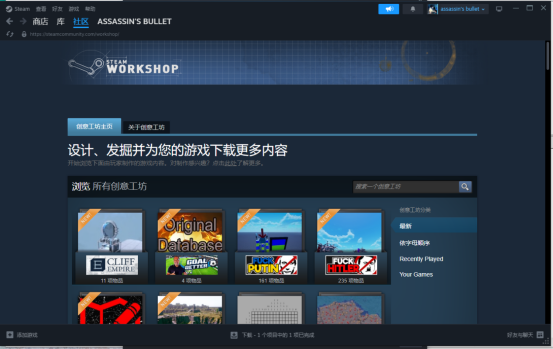 Steam 查看 好友 游戏 帮助
assassin's bullet
商店 库 社区 ASSASSIN'S BULLET
https://steamcommunity.com/workshop/
STEAM
WORKSHOP
创意工坊主页 关于创意工坊
设计、发掘并为您的游戏下载更多内容
开始浏览下面由玩家制作的游戏内容。对制作感兴趣?点击此处了解更多。
浏览 所有创意工坊
搜索一个创意工坊
创意工坊分类
最新
依字母顺序
Recently Played
Your Games
Original
Database
CLIFF
EMPIRE
GOAL
BETTER
FUCK
PUTIN
FUCK
HITLER
11 项物品
4 项物品
161 项物品
235 项物品
添加游戏
下载 - 1 个项目中的 1 项已完成
好友与聊天